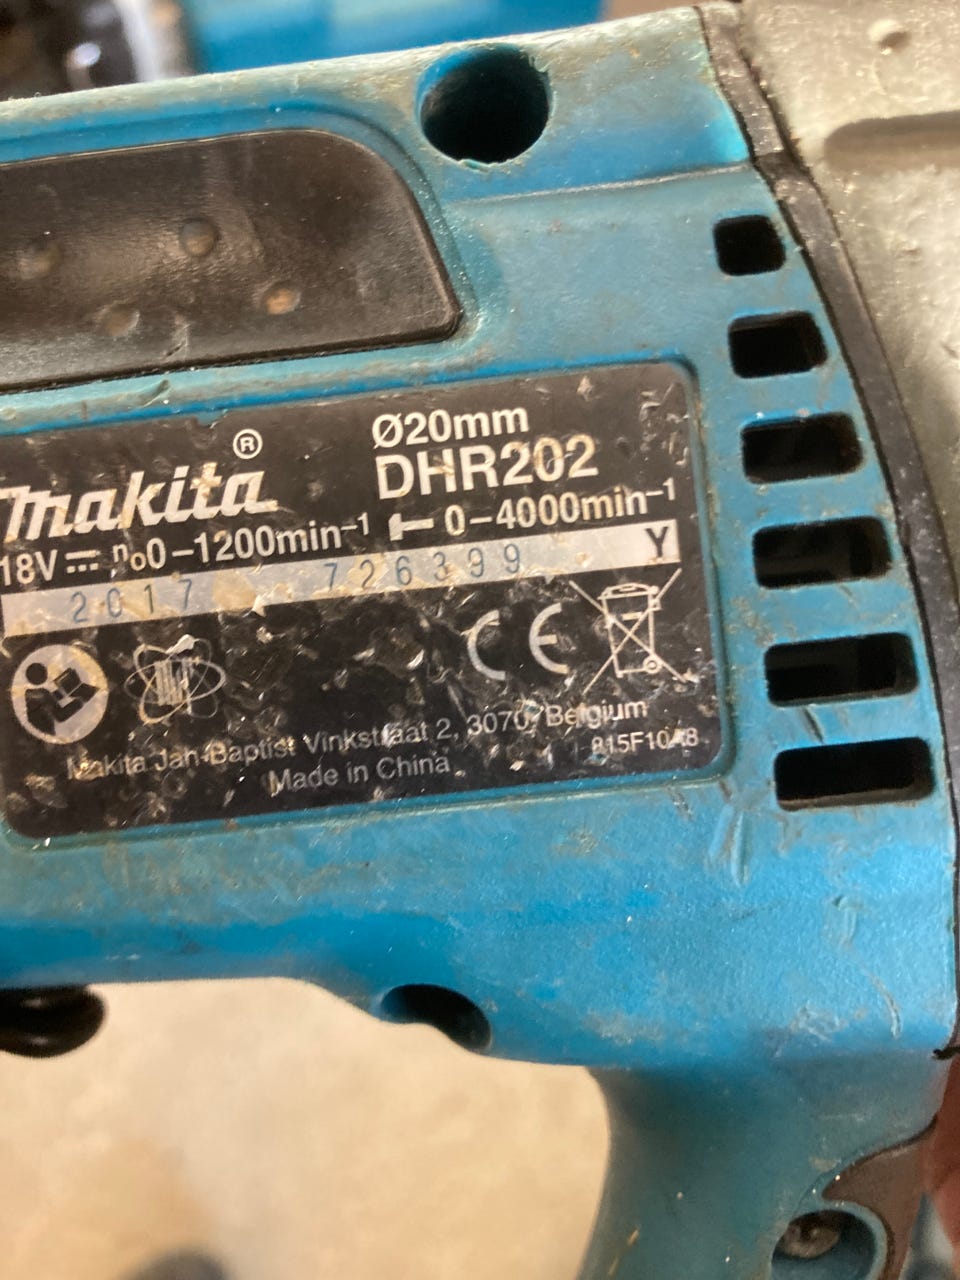 makita®
Ø20mm
DHR202
18V⎓ n₀0-1200min⁻¹ 0-4000min⁻¹
2017 726399 Y
CE
Makita Jan-Baptist Vinkstraat 2, 3070, Belgium
Made in China 815F10A8